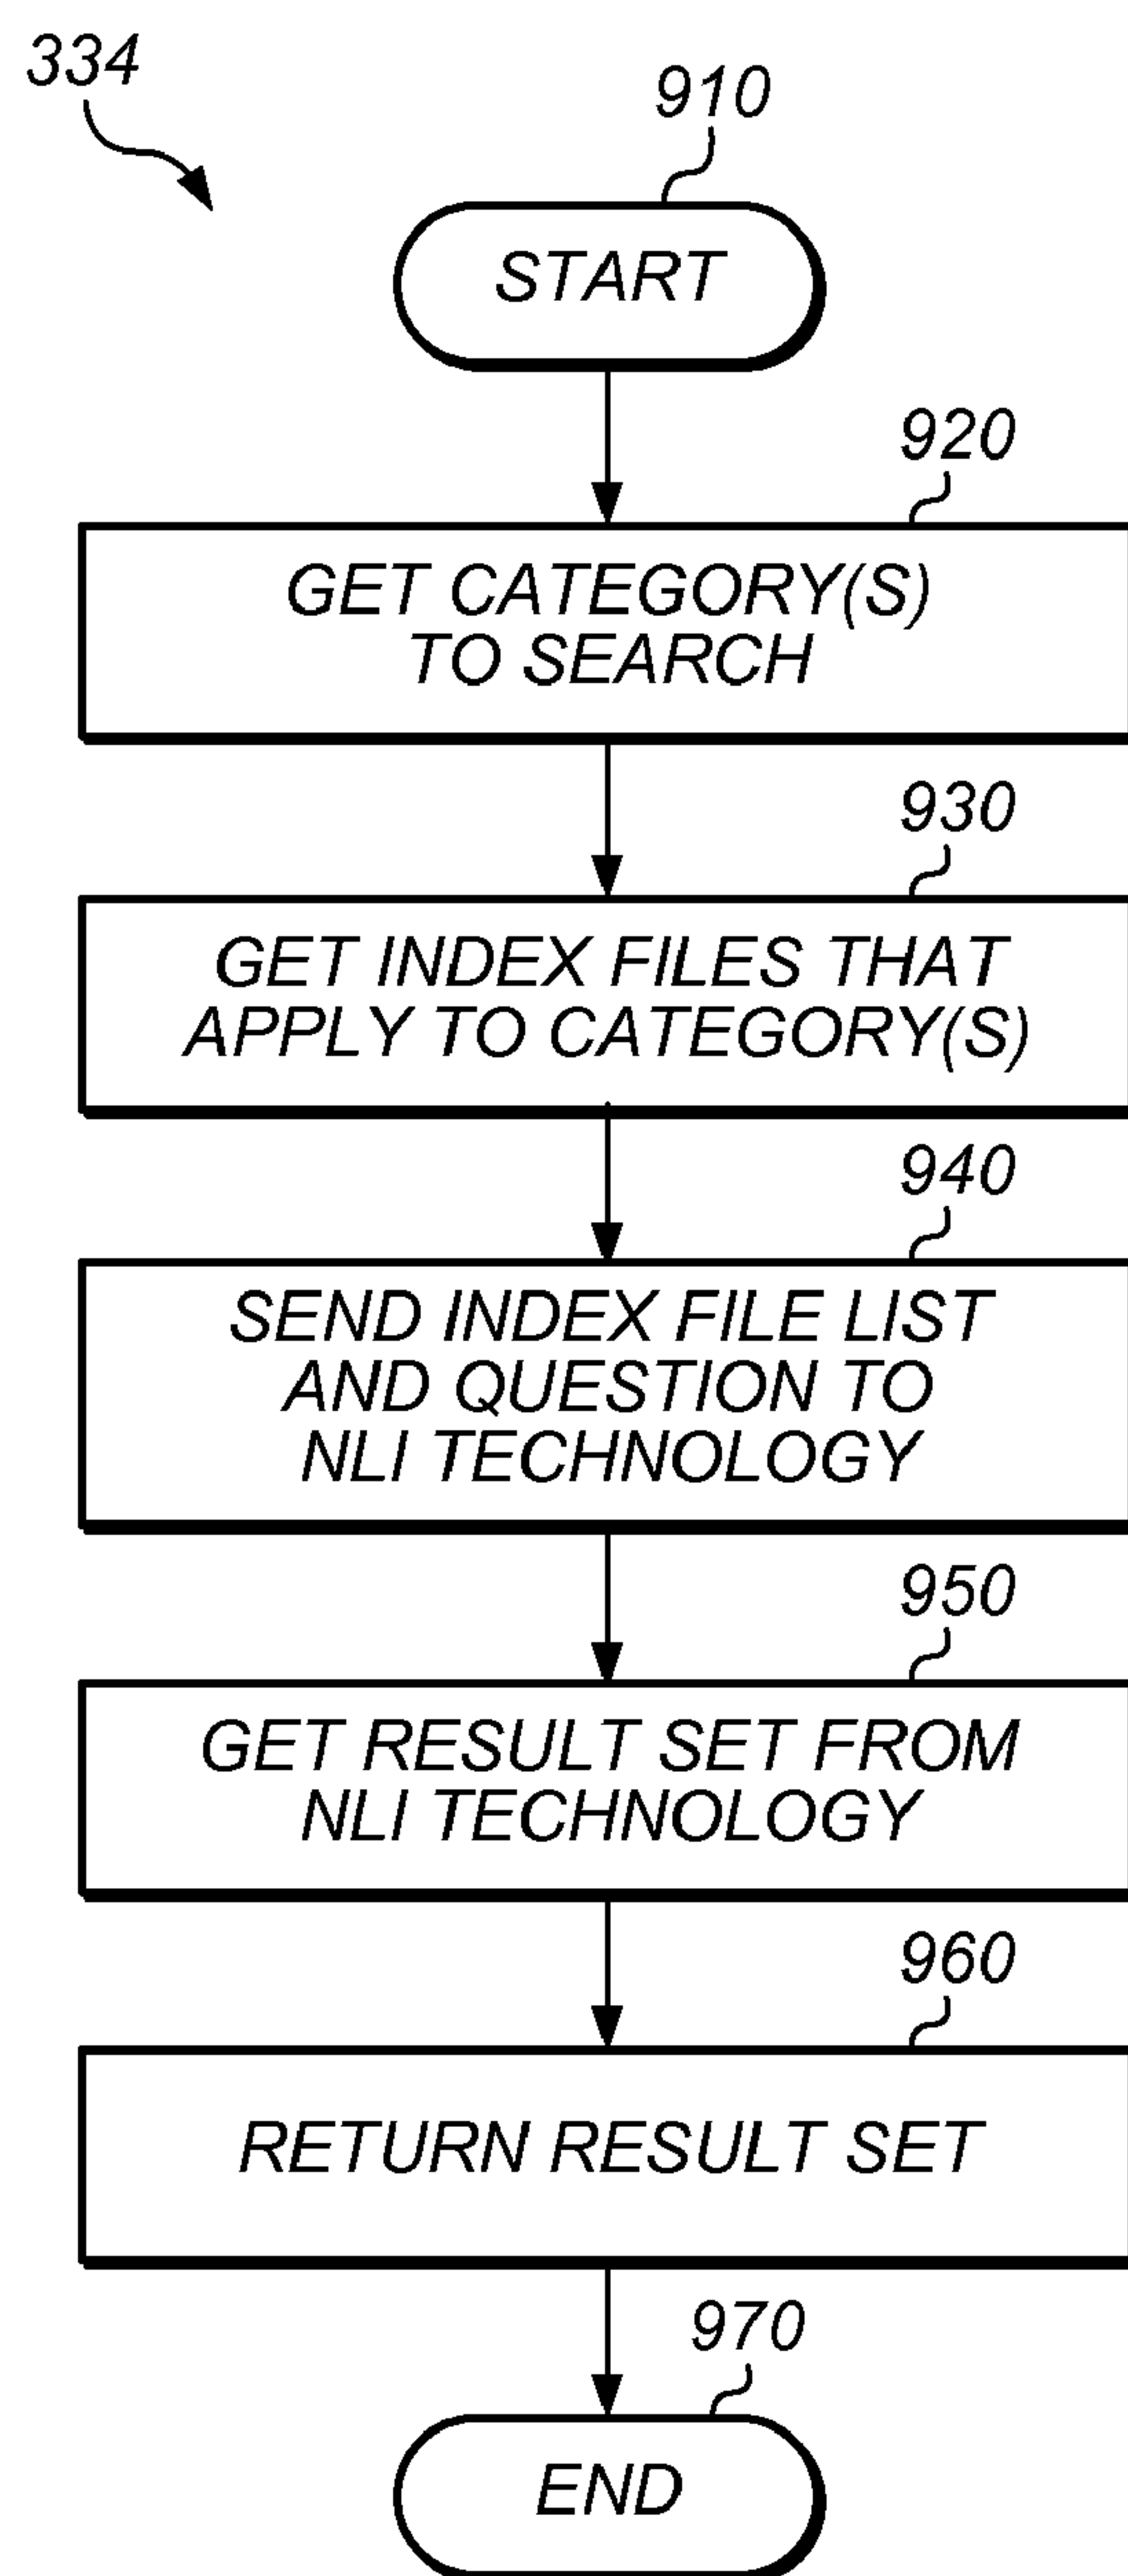 334
910
START
920
GET CATEGORY(S)
TO SEARCH
930
GET INDEX FILES THAT
APPLY TO CATEGORY(S)
940
SEND INDEX FILE LIST
AND QUESTION TO
NLI TECHNOLOGY
950
GET RESULT SET FROM
NLI TECHNOLOGY
960
RETURN RESULT SET
970
END